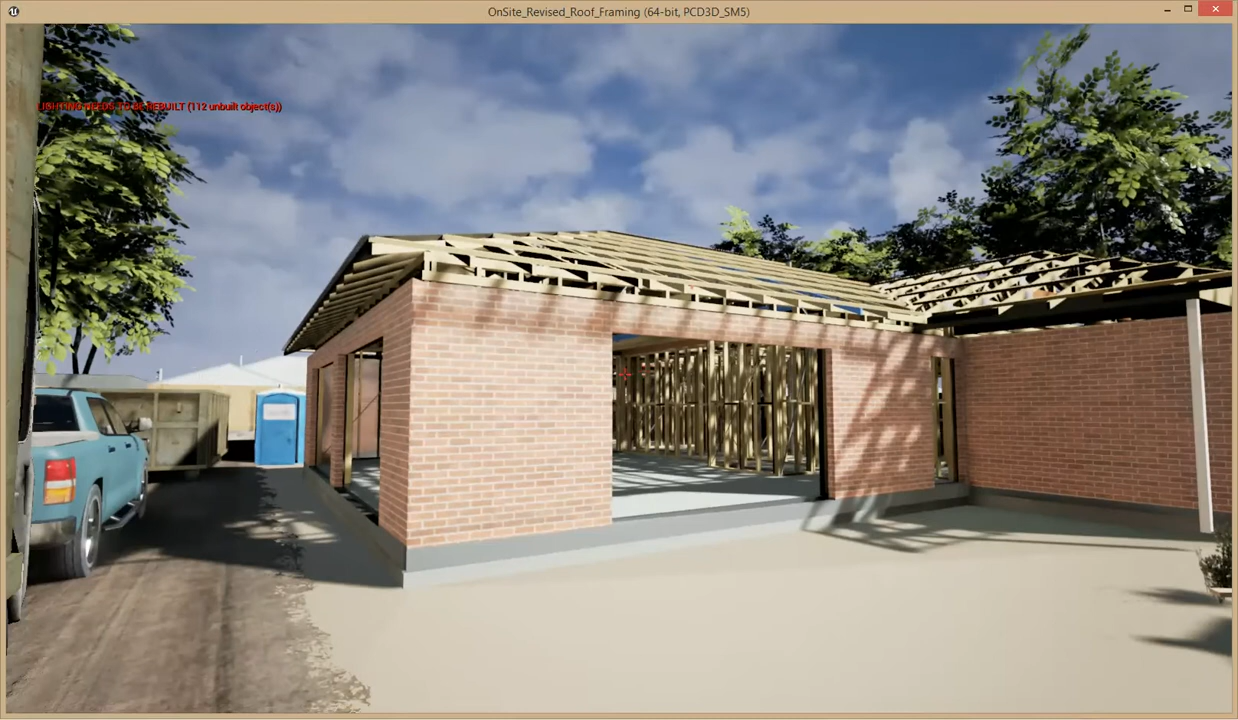 OnSite_Revised_Roof_Framing (64-bit, PCD3D_SM5)
LIGHTING NEEDS TO BE REBUILT (112 unbuilt object(s))